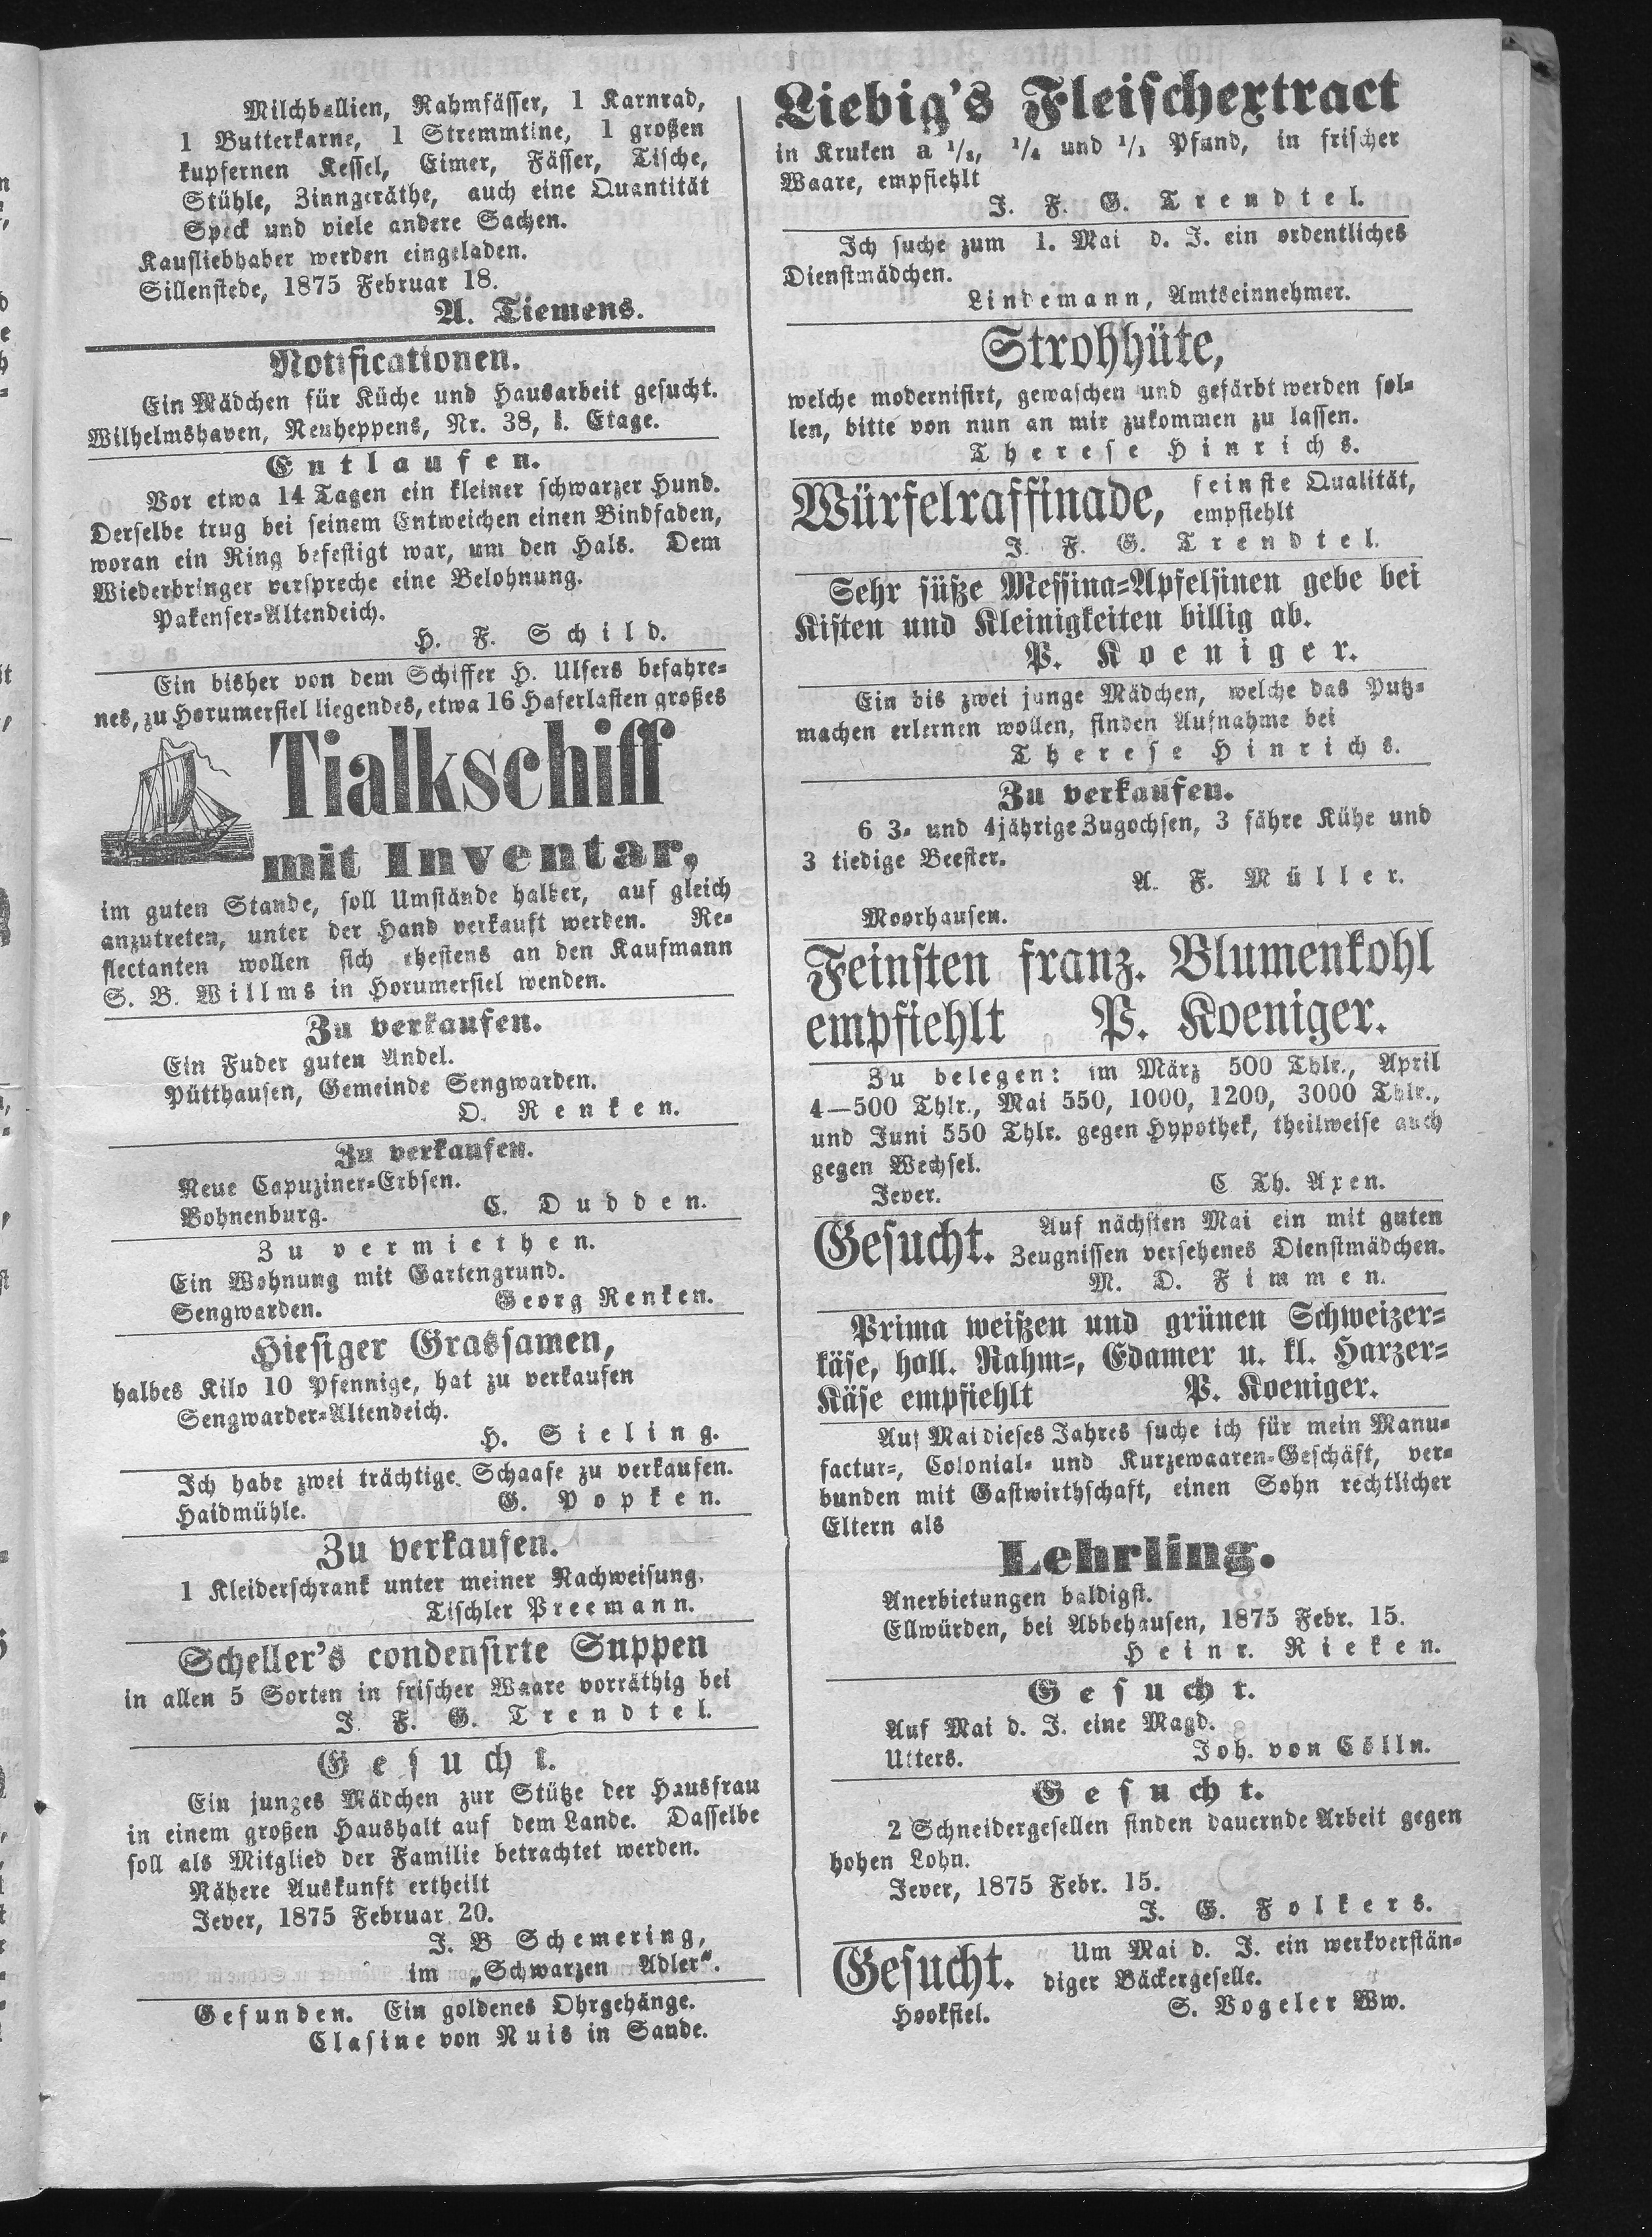 Milchballien, Rahmfässer, 1 Karnrad,
1 Butterkarne, 1 Stremmtine, 1 großen
kupfernen Kessel, Eimer, Fässer, Tische,
Stühle, Zinngeräthe, auch eine Quantität
Speck und viele andere Sachen.
Kaufliebhaber werden eingeladen.
Sillenstede, 1875 Februar 18.
A. Tiemens.
Notificationen.
Ein Mädchen für Küche und Hausarbeit gesucht.
Wilhelmshaven, Neuheppens, Nr. 38, 1. Etage.
Entlaufen.
Vor etwa 14 Tagen ein kleiner schwarzer Hund.
Derselbe trug bei seinem Entweichen einen Bindfaden,
woran ein Ring befestigt war, um den Hals. Dem
Wiederbringer verspreche eine Belohnung.
Pakenser-Altendeich.
H. F. Schild.
Ein bisher von dem Schiffer H. Ulfers befahre-
nes, zu Horumersiel liegendes, etwa 16 Haferlasten großes
Tialkschiff
mit Inventar,
im guten Stande, soll Umstände halber, auf gleich
anzutreten, unter der Hand verkauft werden. Re-
flectanten wollen sich ehestens an den Kaufmann
S. B. Willms in Horumersiel wenden.
Zu verkaufen.
Ein Fuder guten Andel.
Pütthausen, Gemeinde Sengwarden.
O. Renken.
Zu verkaufen.
Neue Capuziner-Erbsen.
Bohnenburg. C. Dudden.
Zu vermiethen.
Ein Wohnung mit Gartengrund.
Sengwarden. Georg Renken.
Hiesiger Grassamen,
halbes Kilo 10 Pfennige, hat zu verkaufen
Sengwarder-Altendeich.
H. Sieling.
Ich habe zwei trächtige Schaafe zu verkaufen.
Haidmühle. G. Popken.
Zu verkaufen.
1 Kleiderschrank unter meiner Nachweisung.
Tischler Preemann.
Scheller's condensirte Suppen
in allen 5 Sorten in frischer Waare vorräthig bei
J. F. G. Trendtel.
Gesucht.
Ein junges Mädchen zur Stütze der Hausfrau
in einem großen Haushalt auf dem Lande. Dasselbe
soll als Mitglied der Familie betrachtet werden.
Nähere Auskunft ertheilt
Jever, 1875 Februar 20.
J. B Schemering,
im „Schwarzen Adler“.
Gefunden. Ein goldenes Ohrgehänge.
Clasine von Nuis in Sande.
Liebig's Fleischextract
in Kruken a 1/8, 1/4 und 1/1 Pfund, in frischer
Waare, empfiehlt
J. F. G. Trendtel.
Ich suche zum 1. Mai d. J. ein ordentliches
Dienstmädchen.
Lindemann, Amtseinnehmer.
Strohhüte,
welche modernisirt, gewaschen und gefärbt werden sol-
len, bitte von nun an mir zukommen zu lassen.
Therese Hinrichs.
Würfelraffinade, feinste Qualität,
empfiehlt
J. F. G. Trendtel.
Sehr süße Messina-Apfelsinen gebe bei
Kisten und Kleinigkeiten billig ab.
P. Koeniger.
Ein bis zwei junge Mädchen, welche das Putz-
machen erlernen wollen, finden Aufnahme bei
Therese Hinrichs.
Zu verkaufen.
6 3- und 4jährige Zugochsen, 3 fähre Kühe und
3 tiedige Beester.
A. F. Müller.
Moorhausen.
Feinsten franz. Blumenkohl
empfiehlt P. Koeniger.
Zu belegen: im März 500 Thlr., April
4—500 Thlr., Mai 550, 1000, 1200, 3000 Thlr.,
und Juni 550 Thlr. gegen Hypothek, theilweise auch
gegen Wechsel.
Jever. C Th. Axen.
Gesucht. Auf nächsten Mai ein mit guten
Zeugnissen versehenes Dienstmädchen.
M. D. Fimmen.
Prima weißen und grünen Schweizer-
käse, holl. Rahm-, Edamer u. kl. Harzer-
Käse empfiehlt P. Koeniger.
Auf Mai dieses Jahres suche ich für mein Manu-
factur-, Colonial- und Kurzewaaren-Geschäft, ver-
bunden mit Gastwirthschaft, einen Sohn rechtlicher
Eltern als
Lehrling.
Anerbietungen baldigst.
Ellwürden, bei Abbehausen, 1875 Febr. 15.
Heinr. Rieken.
Gesucht.
Auf Mai d. J. eine Magd.
Utters. Joh. von Cölln.
Gesucht.
2 Schneidergesellen finden dauernde Arbeit gegen
hohen Lohn.
Jever, 1875 Febr. 15.
J. G. Folkers.
Gesucht. Um Mai d. J. ein werkverstän-
diger Bäckergeselle.
Hooksiel. S. Vogeler Ww.